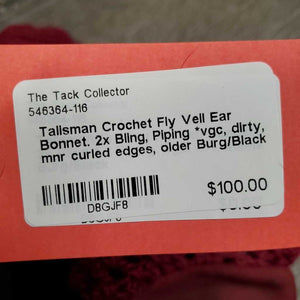 The Tack Collector
546364-116
Talisman Crochet Fly Veil Ear
Bonnet. 2x Bling, Piping *vgc, dirty,
mnr curled edges, older Burg/Black
$100.00
DBGJF8